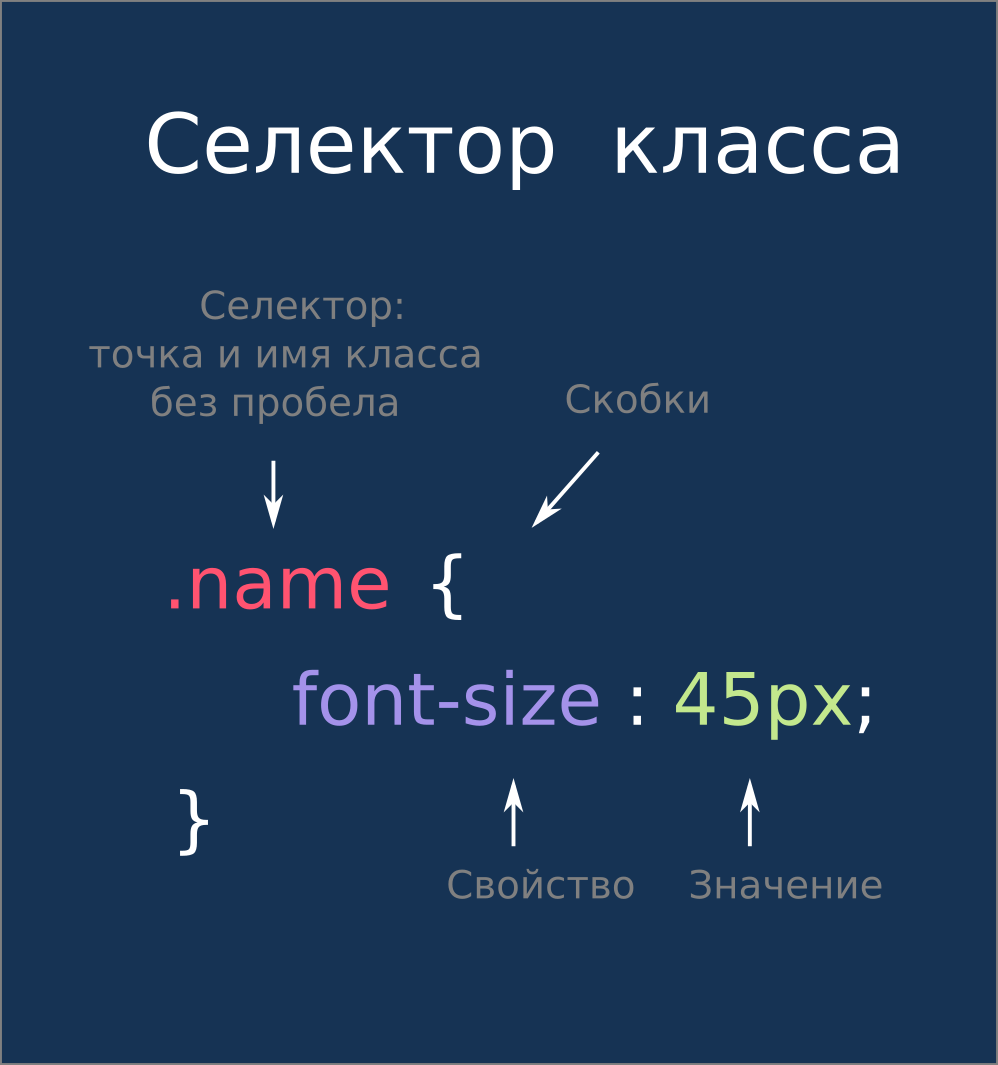 Селектор класса
Селектор:
точка и имя класса
без пробела
Скобки
.name {
font-size : 45px;
}
Свойство
Значение